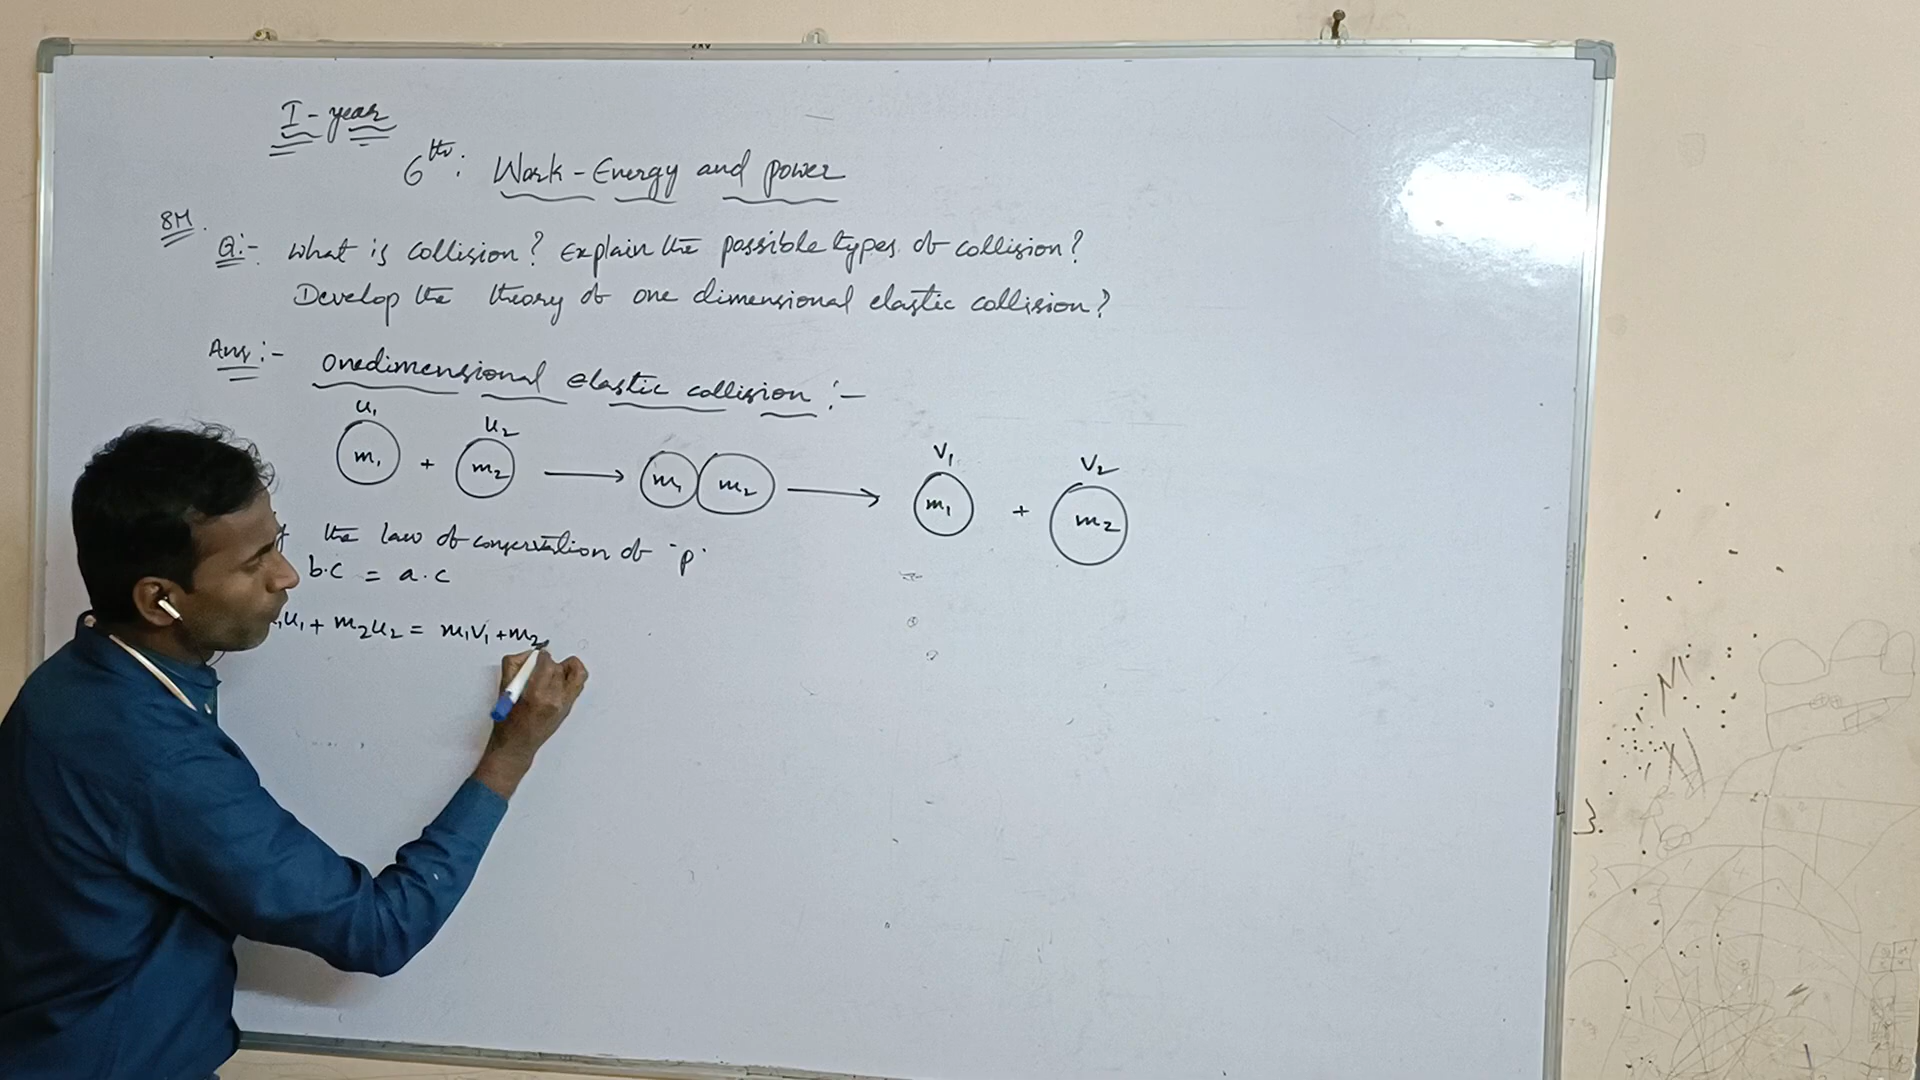 I-year
6th: Work-Energy and power
8M.
Q:- What is collision? Explain the possible types of collision?
Develop the theory of one dimensional elastic collision?
Ans:- onedimensional elastic collision:-
u₁ u₂ v₁ v₂
m₁ + m₂ → m₁ m₂ → m₁ + m₂
the law of conservation of "p"
b.c = a.c
u₁ + m₂u₂ = m₁v₁ + m₂